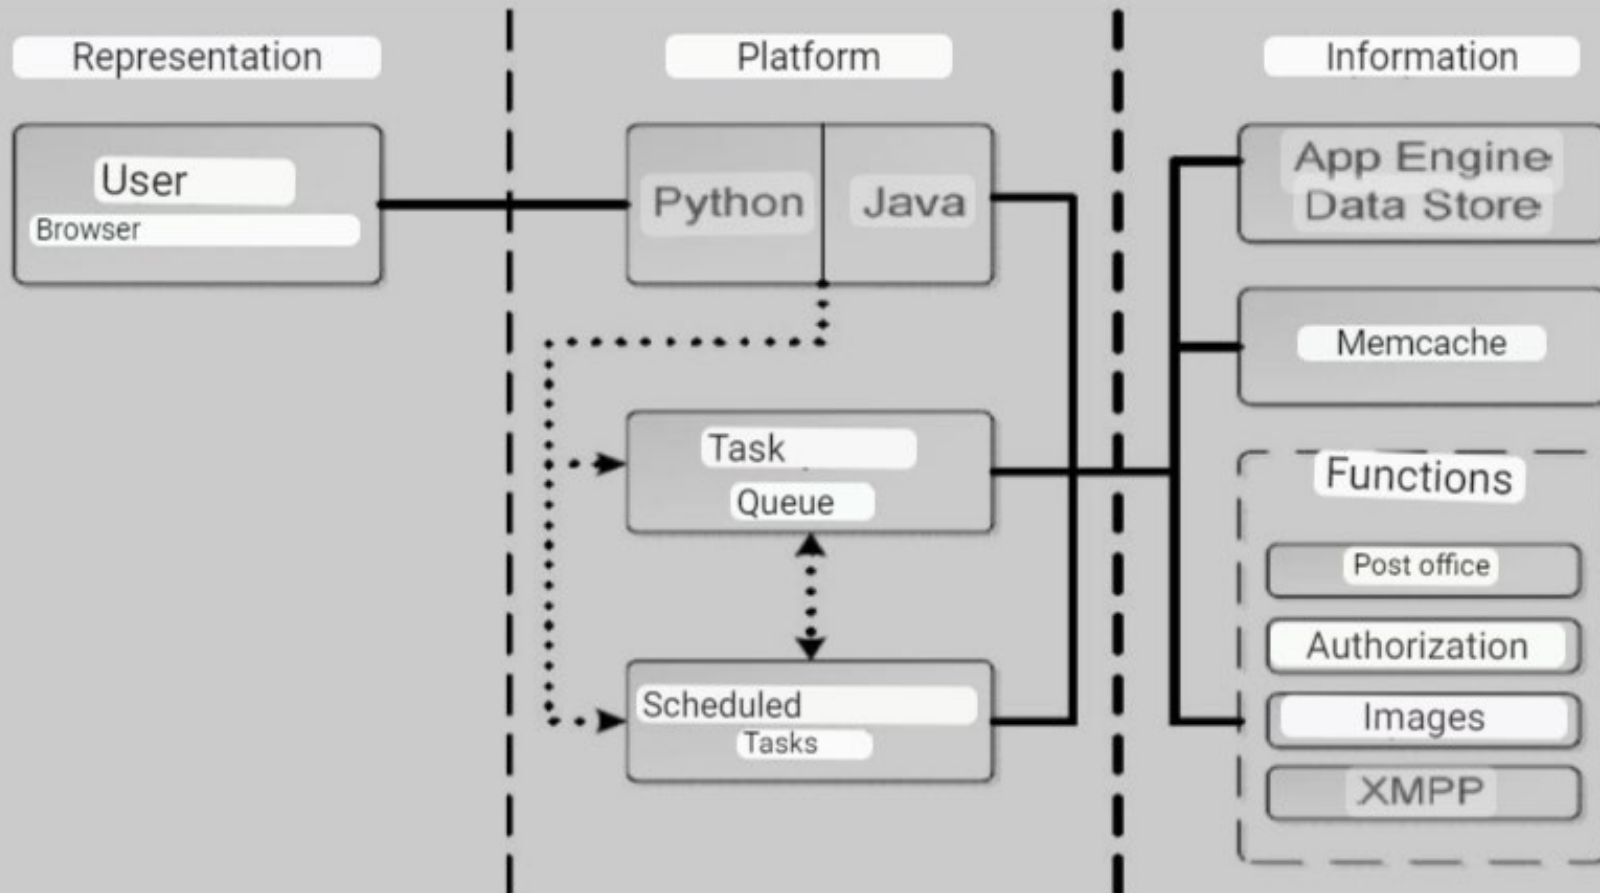 Representation
Platform
Information
User
Browser
Python
Java
App Engine
Data Store
Memcache
Task
Queue
Scheduled
Tasks
Functions
Post office
Authorization
Images
XMPP